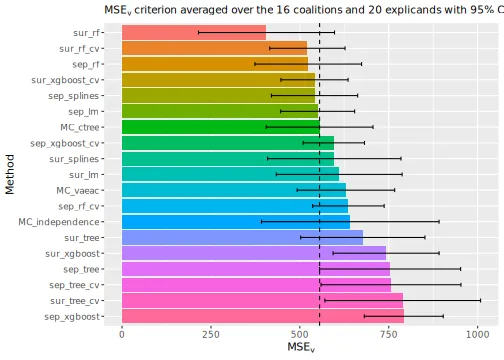 MSEv criterion averaged over the 16 coalitions and 20 explicands with 95% C
Method
sur_rf
sur_rf_cv
sep_rf
sur_xgboost_cv
sep_splines
sep_lm
MC_ctree
sep_xgboost_cv
sur_splines
sur_lm
MC_vaeac
sep_rf_cv
MC_independence
sur_tree
sur_xgboost
sep_tree
sep_tree_cv
sur_tree_cv
sep_xgboost
0 250 500 750 1000
MSEv